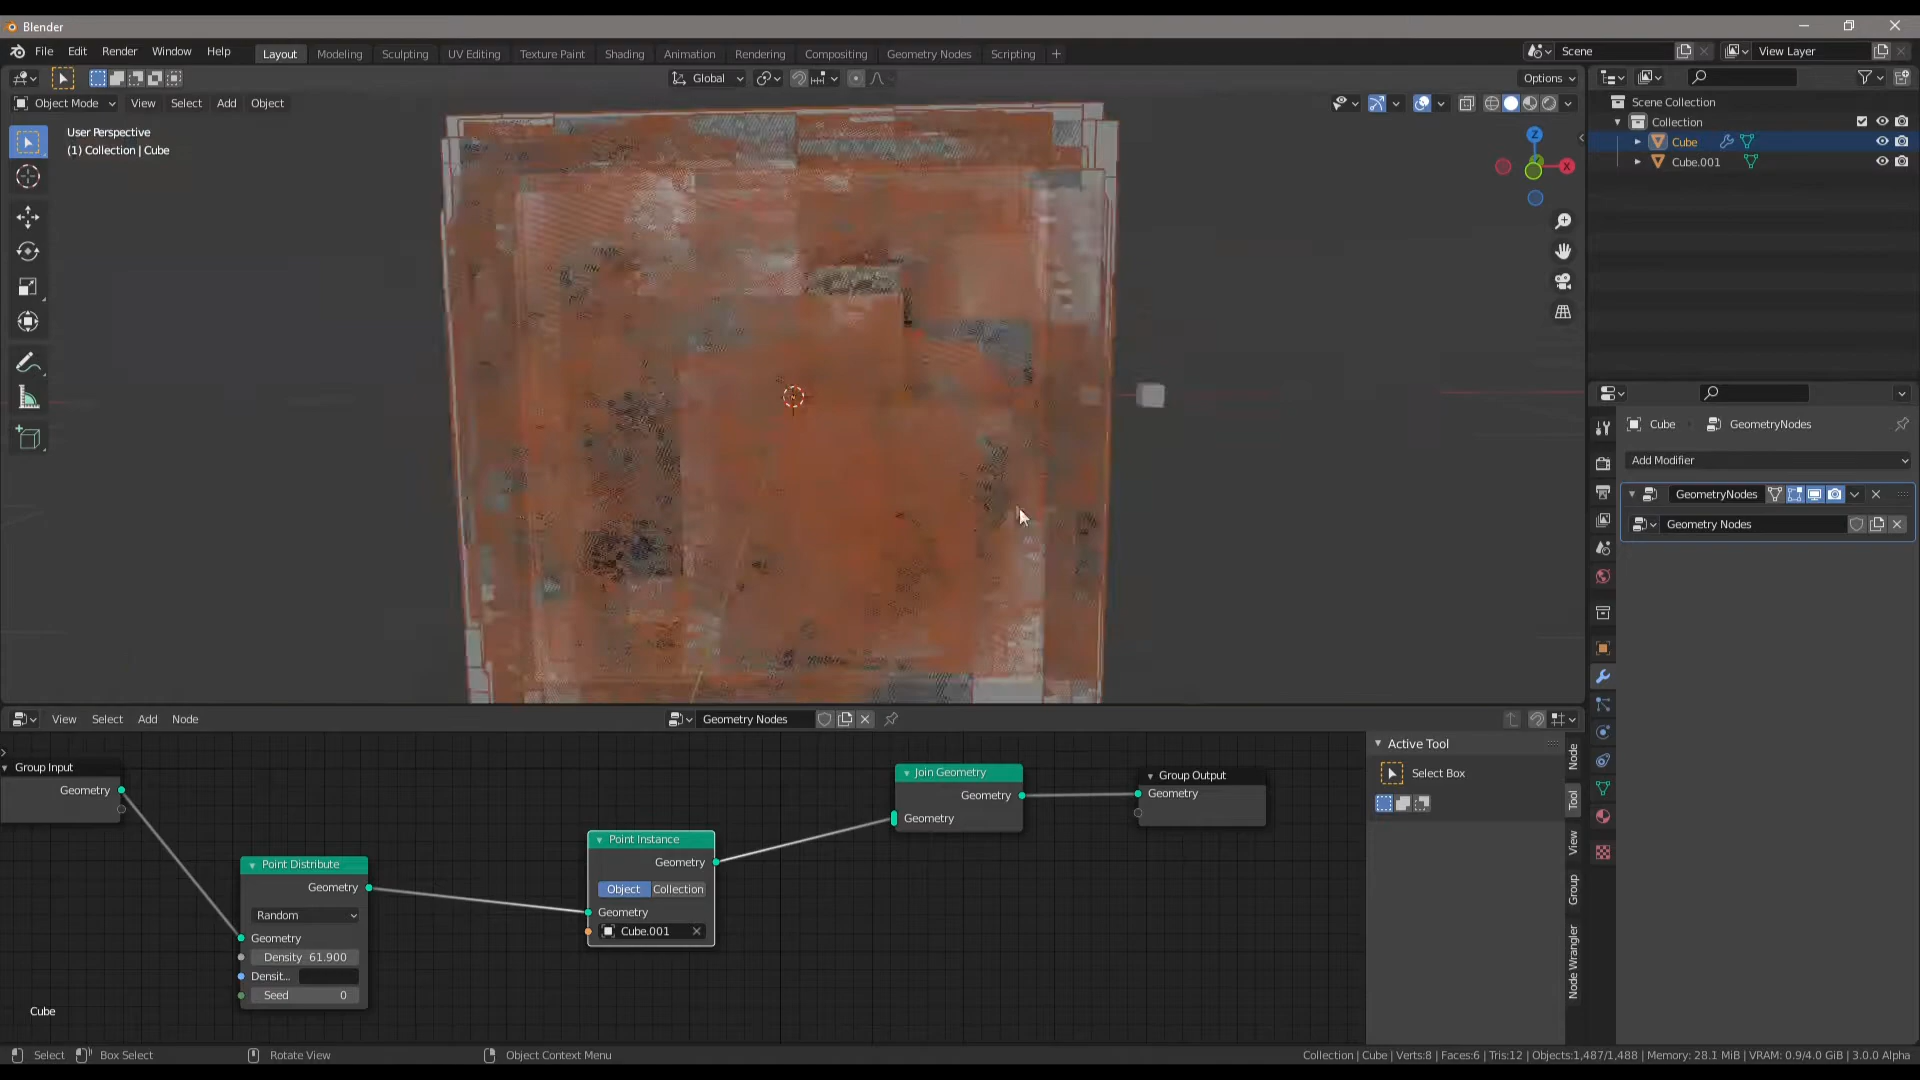 Blender
File Edit Render Window Help
Layout Modeling Sculpting UV Editing Texture Paint Shading Animation Rendering Compositing Geometry Nodes Scripting +
Scene
View Layer
Global
Options
Object Mode View Select Add Object
User Perspective
(1) Collection | Cube
Z
X
Scene Collection
Collection
Cube
Cube.001
Cube GeometryNodes
Add Modifier
GeometryNodes
Geometry Nodes
View Select Add Node
Geometry Nodes
Group Input
Geometry
Point Distribute
Geometry
Random
Geometry
Density 61.900
Densit...
Seed 0
Point Instance
Geometry
Object Collection
Geometry
Cube.001
Join Geometry
Geometry
Geometry
Group Output
Geometry
Active Tool
Select Box
Node
Tool
View
Group
Node Wrangler
Cube
Select Box Select Rotate View Object Context Menu
Collection | Cube | Verts:8 | Faces:6 | Tris:12 | Objects:1,487/1,488 | Memory: 28.1 MiB | VRAM: 0.9/4.0 GiB | 3.0.0 Alpha